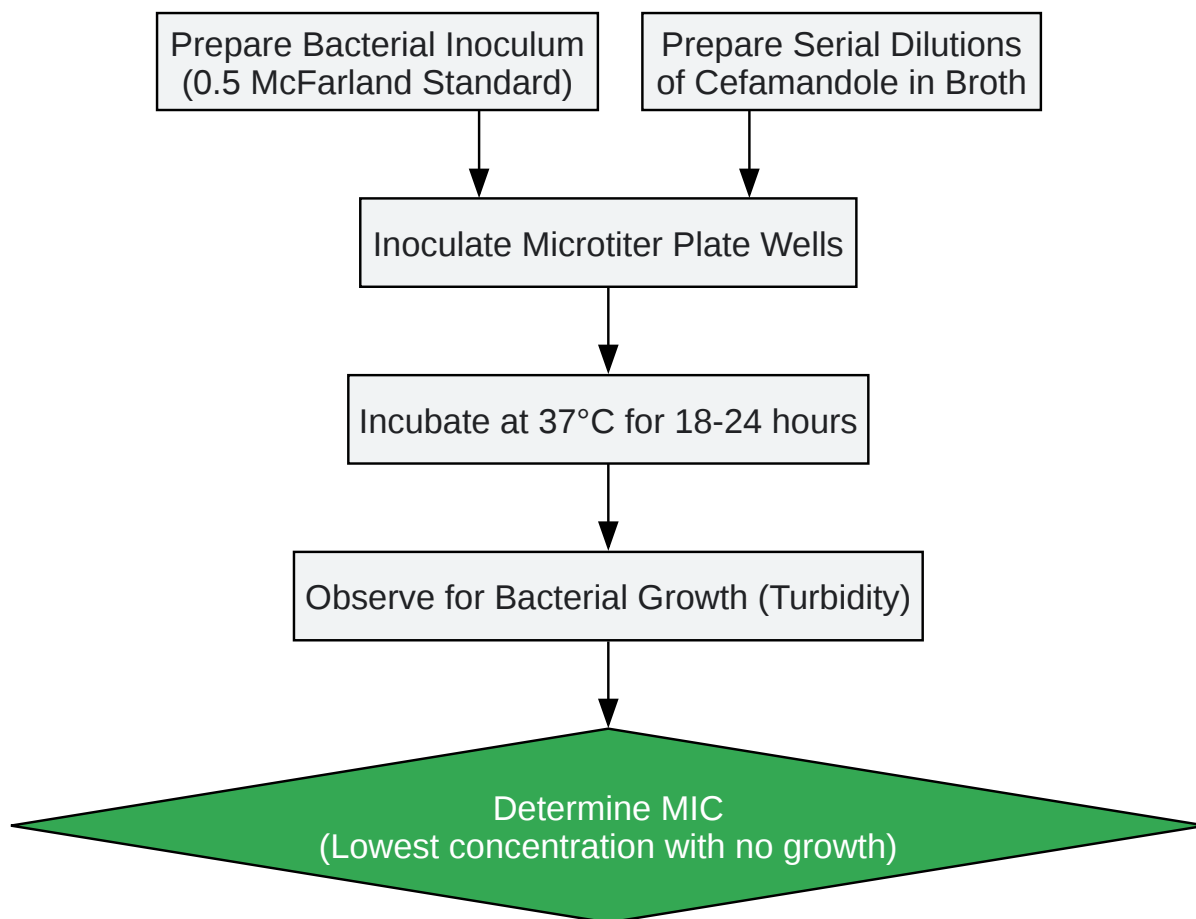 Prepare Bacterial Inoculum
(0.5 McFarland Standard)
Prepare Serial Dilutions
of Cefamandole in Broth
Inoculate Microtiter Plate Wells
Incubate at 37°C for 18-24 hours
Observe for Bacterial Growth (Turbidity)
Determine MIC
(Lowest concentration with no growth)